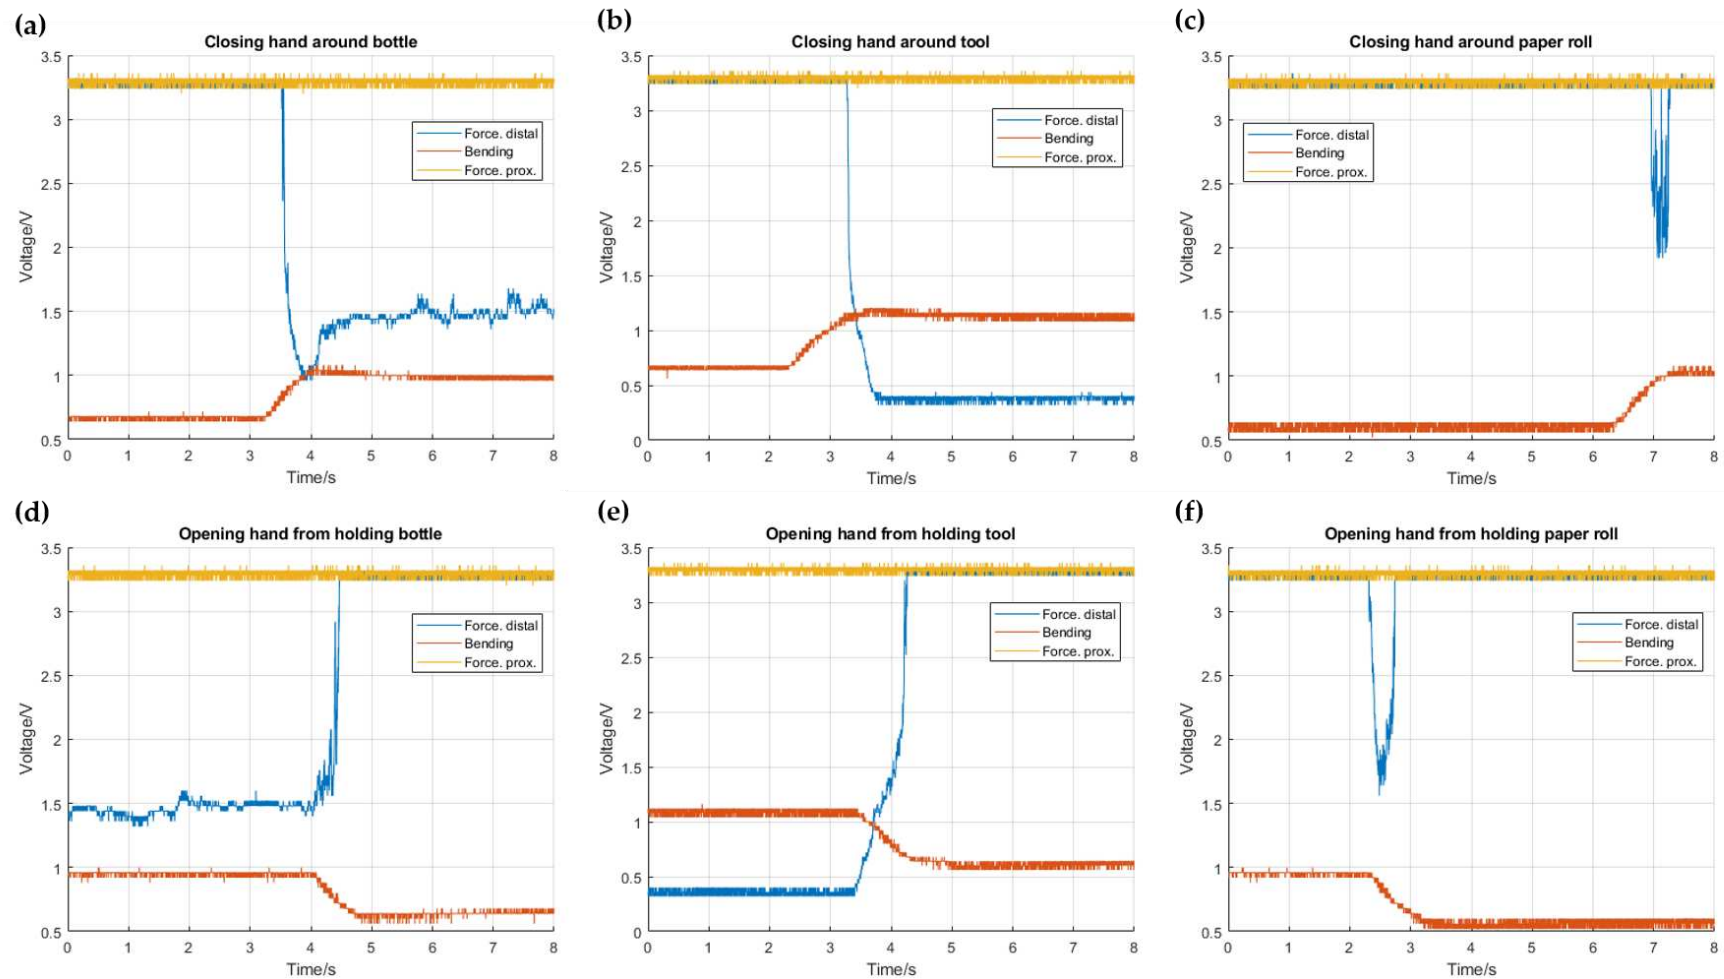 (a)
Closing hand around bottle
3.5
3
2.5
2
1.5
1
0.5
Voltage/V
Force. distal
Bending
Force. prox.
0 1 2 3 4 5 6 7 8
Time/s
(b)
Closing hand around tool
3.5
3
2.5
2
1.5
1
0.5
0
Voltage/V
Force. distal
Bending
Force. prox.
0 1 2 3 4 5 6 7 8
Time/s
(c)
Closing hand around paper roll
3.5
3
2.5
2
1.5
1
0.5
Voltage/V
Force. distal
Bending
Force. prox.
0 1 2 3 4 5 6 7 8
Time/s
(d)
Opening hand from holding bottle
3.5
3
2.5
2
1.5
1
0.5
Voltage/V
Force. distal
Bending
Force. prox.
0 1 2 3 4 5 6 7 8
Time/s
(e)
Opening hand from holding tool
3.5
3
2.5
2
1.5
1
0.5
0
Voltage/V
Force. distal
Bending
Force. prox.
0 1 2 3 4 5 6 7 8
Time/s
(f)
Opening hand from holding paper roll
3.5
3
2.5
2
1.5
1
0.5
Voltage/V
Force. distal
Bending
Force. prox.
0 1 2 3 4 5 6 7 8
Time/s